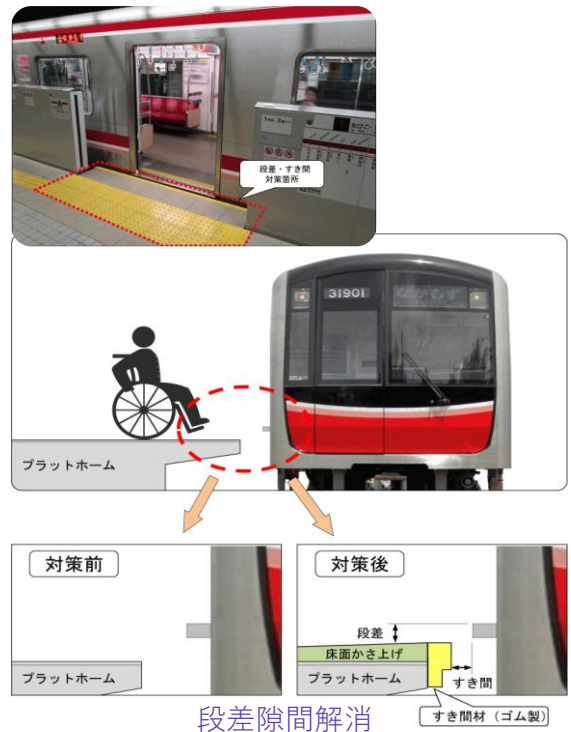 段差・すき間
対策箇所
31901
なかもず
プラットホーム
対策前
対策後
プラットホーム
段差
床面かさ上げ
プラットホーム
すき間
すき間材（ゴム製）
段差隙間解消